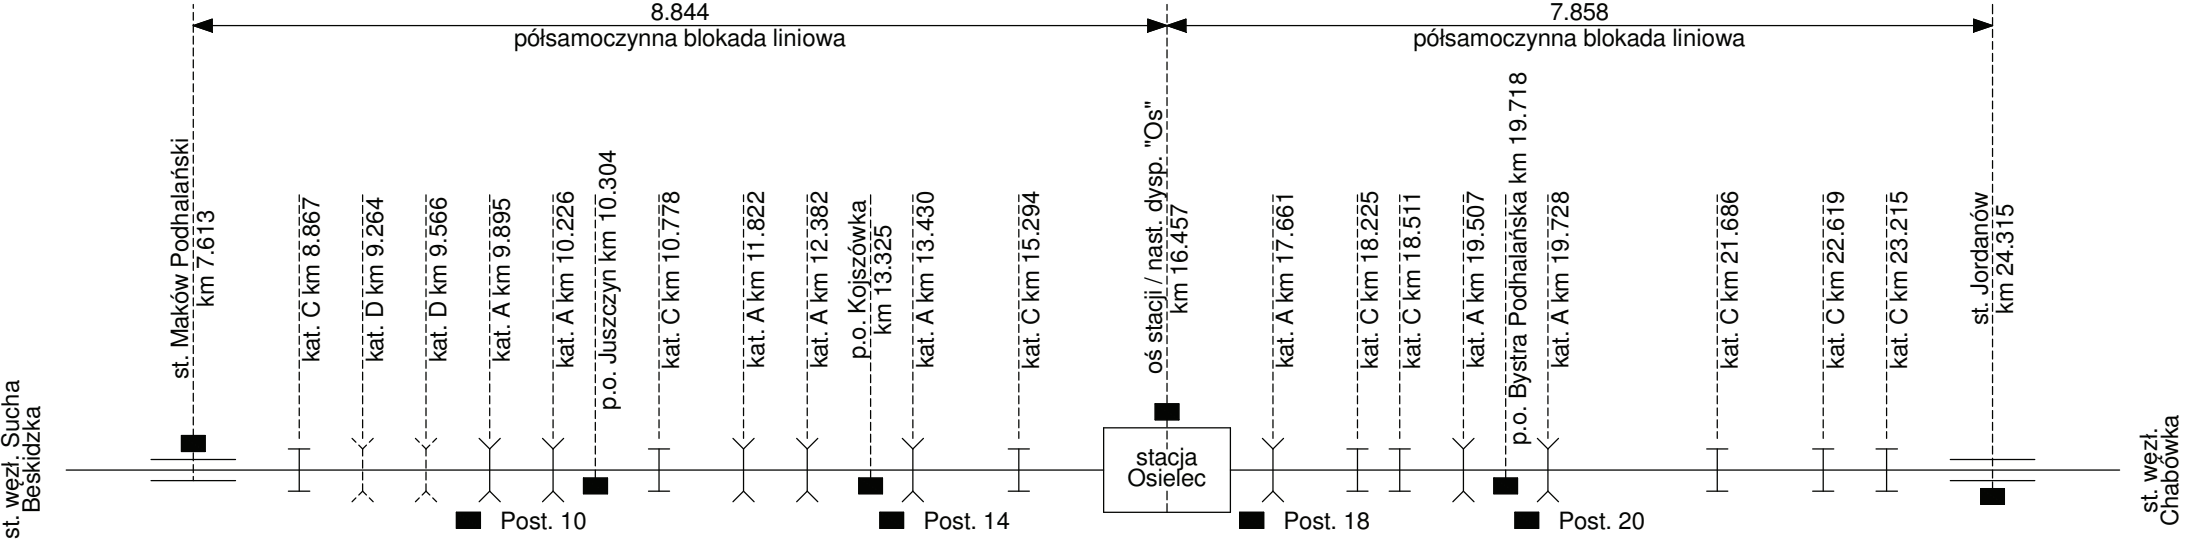 8.844
półsamoczynna blokada liniowa
7.858
półsamoczynna blokada liniowa
st. węzł. Sucha
Beskidzka
st. Maków Podhalański
km 7.613
kat. C km 8.867
kat. D km 9.264
kat. D km 9.566
kat. A km 9.895
kat. A km 10.226
p.o. Juszczyn km 10.304
kat. C km 10.778
kat. A km 11.822
kat. A km 12.382
p.o. Kojszówka
km 13.325
kat. A km 13.430
kat. C km 15.294
oś stacji / nast. dysp. "Os"
km 16.457
stacja
Osielec
kat. A km 17.661
kat. C km 18.225
kat. C km 18.511
kat. A km 19.507
p.o. Bystra Podhalańska km 19.718
kat. A km 19.728
kat. C km 21.686
kat. C km 22.619
kat. C km 23.215
st. Jordanów
km 24.315
st. węzł.
Chabówka
Post. 10
Post. 14
Post. 18
Post. 20